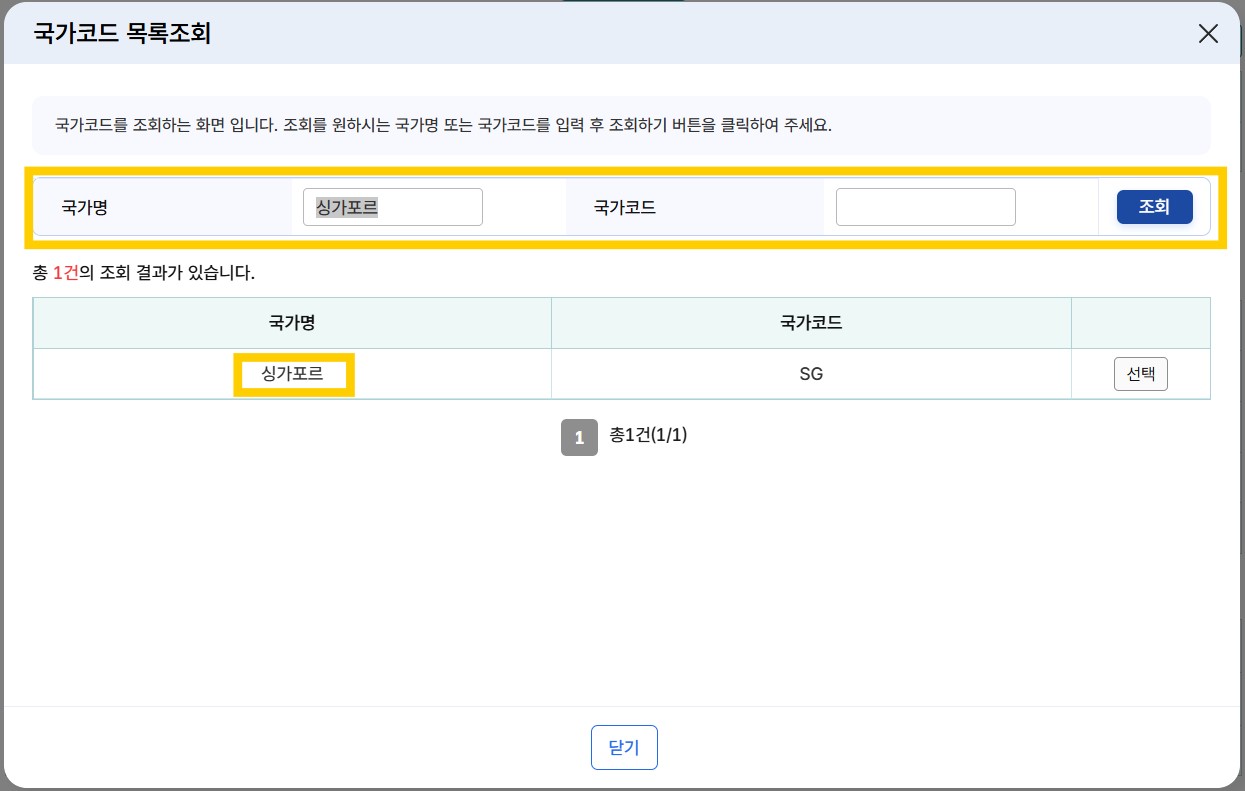 국가코드 목록조회
국가코드를 조회하는 화면 입니다. 조회를 원하시는 국가명 또는 국가코드를 입력 후 조회하기 버튼을 클릭하여 주세요.
국가명 싱가포르 국가코드 조회
총 1건의 조회 결과가 있습니다.
국가명 국가코드
싱가포르 SG 선택
1 총1건(1/1)
닫기